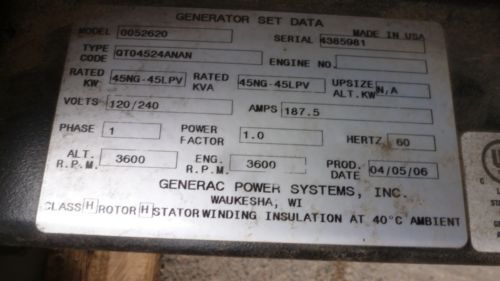 GENERATOR SET DATA
MODEL 0052620 SERIAL 4385981 MADE IN USA
TYPE CODE QT04524ANAN ENGINE NO.
RATED KW 45NG-45LPV RATED KVA 45NG-45LPV UPSIZE ALT.KW N/A
VOLTS 120/240 AMPS 187.5
PHASE 1 POWER FACTOR 1.0 HERTZ 60
ALT. R.P.M. 3600 ENG. R.P.M. 3600 PROD. DATE 04/05/06
GENERAC POWER SYSTEMS, INC.
WAUKESHA, WI
CLASS H ROTOR H STATOR WINDING INSULATION AT 40°C AMBIENT